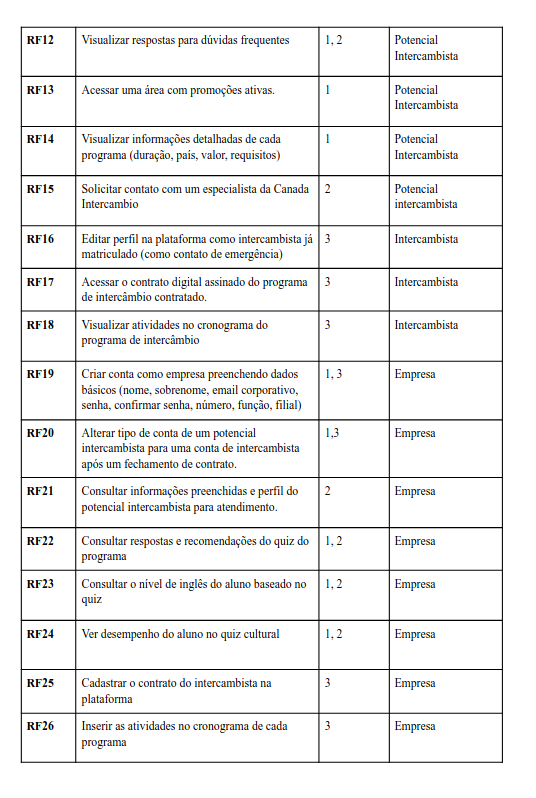 RF12 Visualizar respostas para dúvidas frequentes 1, 2 Potencial
Intercambista
RF13 Acessar uma área com promoções ativas. 1 Potencial
Intercambista
RF14 Visualizar informações detalhadas de cada 1 Potencial
programa (duração, país, valor, requisitos) Intercambista
RF15 Solicitar contato com um especialista da Canada 2 Potencial
Intercambio intercambista
RF16 Editar perfil na plataforma como intercambista já 3 Intercambista
matriculado (como contato de emergência)
RF17 Acessar o contrato digital assinado do programa 3 Intercambista
de intercâmbio contratado.
RF18 Visualizar atividades no cronograma do 3 Intercambista
programa de intercâmbio
RF19 Criar conta como empresa preenchendo dados 1, 3 Empresa
básicos (nome, sobrenome, email corporativo,
senha, confirmar senha, número, função, filial)
RF20 Alterar tipo de conta de um potencial 1,3 Empresa
intercambista para uma conta de intercambista
após um fechamento de contrato.
RF21 Consultar informações preenchidas e perfil do 2 Empresa
potencial intercambista para atendimento.
RF22 Consultar respostas e recomendações do quiz do 1, 2 Empresa
programa
RF23 Consultar o nível de inglês do aluno baseado no 1, 2 Empresa
quiz
RF24 Ver desempenho do aluno no quiz cultural 1, 2 Empresa
RF25 Cadastrar o contrato do intercambista na 3 Empresa
plataforma
RF26 Inserir as atividades no cronograma de cada 3 Empresa
programa